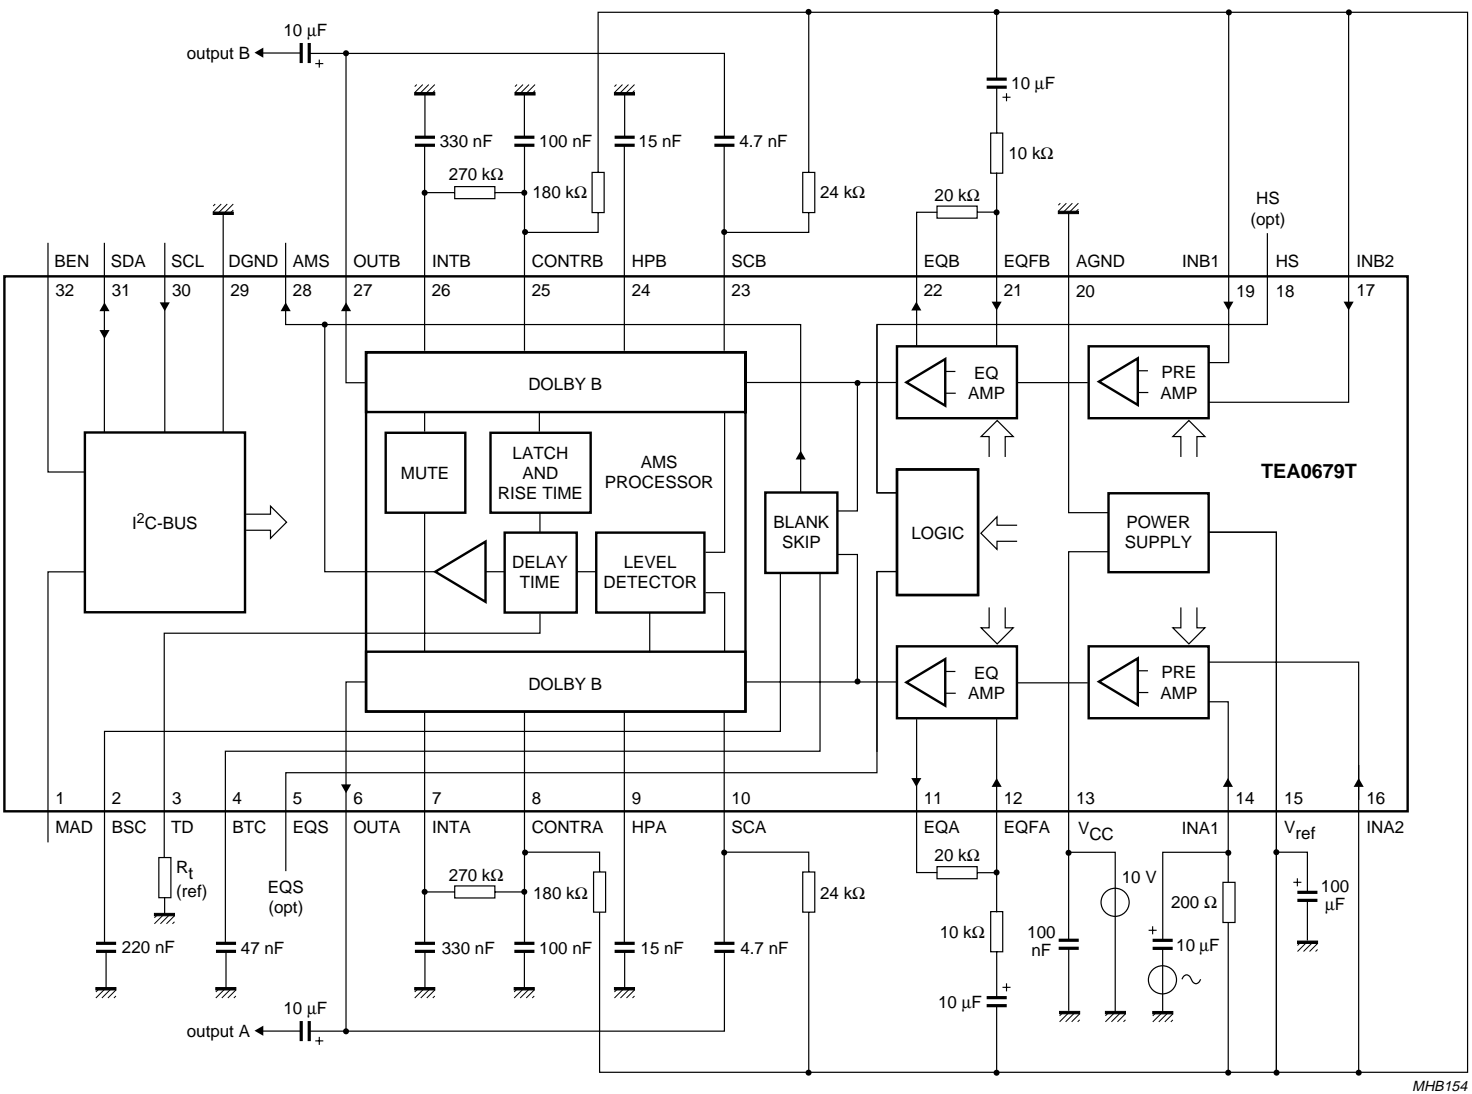 10 μF
output B
+
10 μF
+
330 nF
100 nF
15 nF
4.7 nF
10 kΩ
270 kΩ
180 kΩ
24 kΩ
20 kΩ
HS
(opt)
BEN SDA SCL DGND AMS OUTB INTB CONTRB HPB SCB EQB EQFB AGND INB1 HS INB2
32 31 30 29 28 27 26 25 24 23 22 21 20 19 18 17
DOLBY B
EQ
AMP
PRE
AMP
MUTE
LATCH
AND
RISE TIME
AMS
PROCESSOR
TEA0679T
I2C-BUS
BLANK
SKIP
LOGIC
POWER
SUPPLY
DELAY
TIME
LEVEL
DETECTOR
DOLBY B
EQ
AMP
PRE
AMP
1 2 3 4 5 6 7 8 9 10 11 12 13 14 15 16
MAD BSC TD BTC EQS OUTA INTA CONTRA HPA SCA EQA EQFA VCC INA1 Vref INA2
Rt
(ref)
EQS
(opt)
270 kΩ
180 kΩ
24 kΩ
20 kΩ
10 V
200 Ω
+
100
μF
220 nF
47 nF
330 nF
100 nF
15 nF
4.7 nF
10 kΩ
100
nF
+
10 μF
10 μF
+
10 μF
output A
+
MHB154